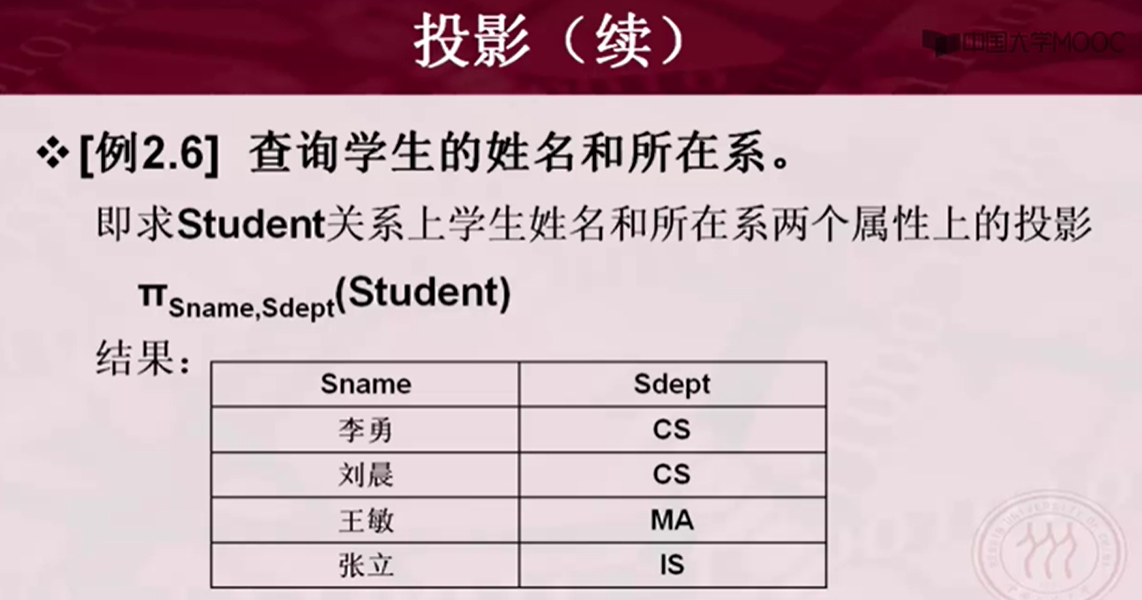 投影（续）
中国大学MOOC
❖[例2.6] 查询学生的姓名和所在系。
即求Student关系上学生姓名和所在系两个属性上的投影
πSname,Sdept(Student)
结果：
Sname Sdept
李勇 CS
刘晨 CS
王敏 MA
张立 IS